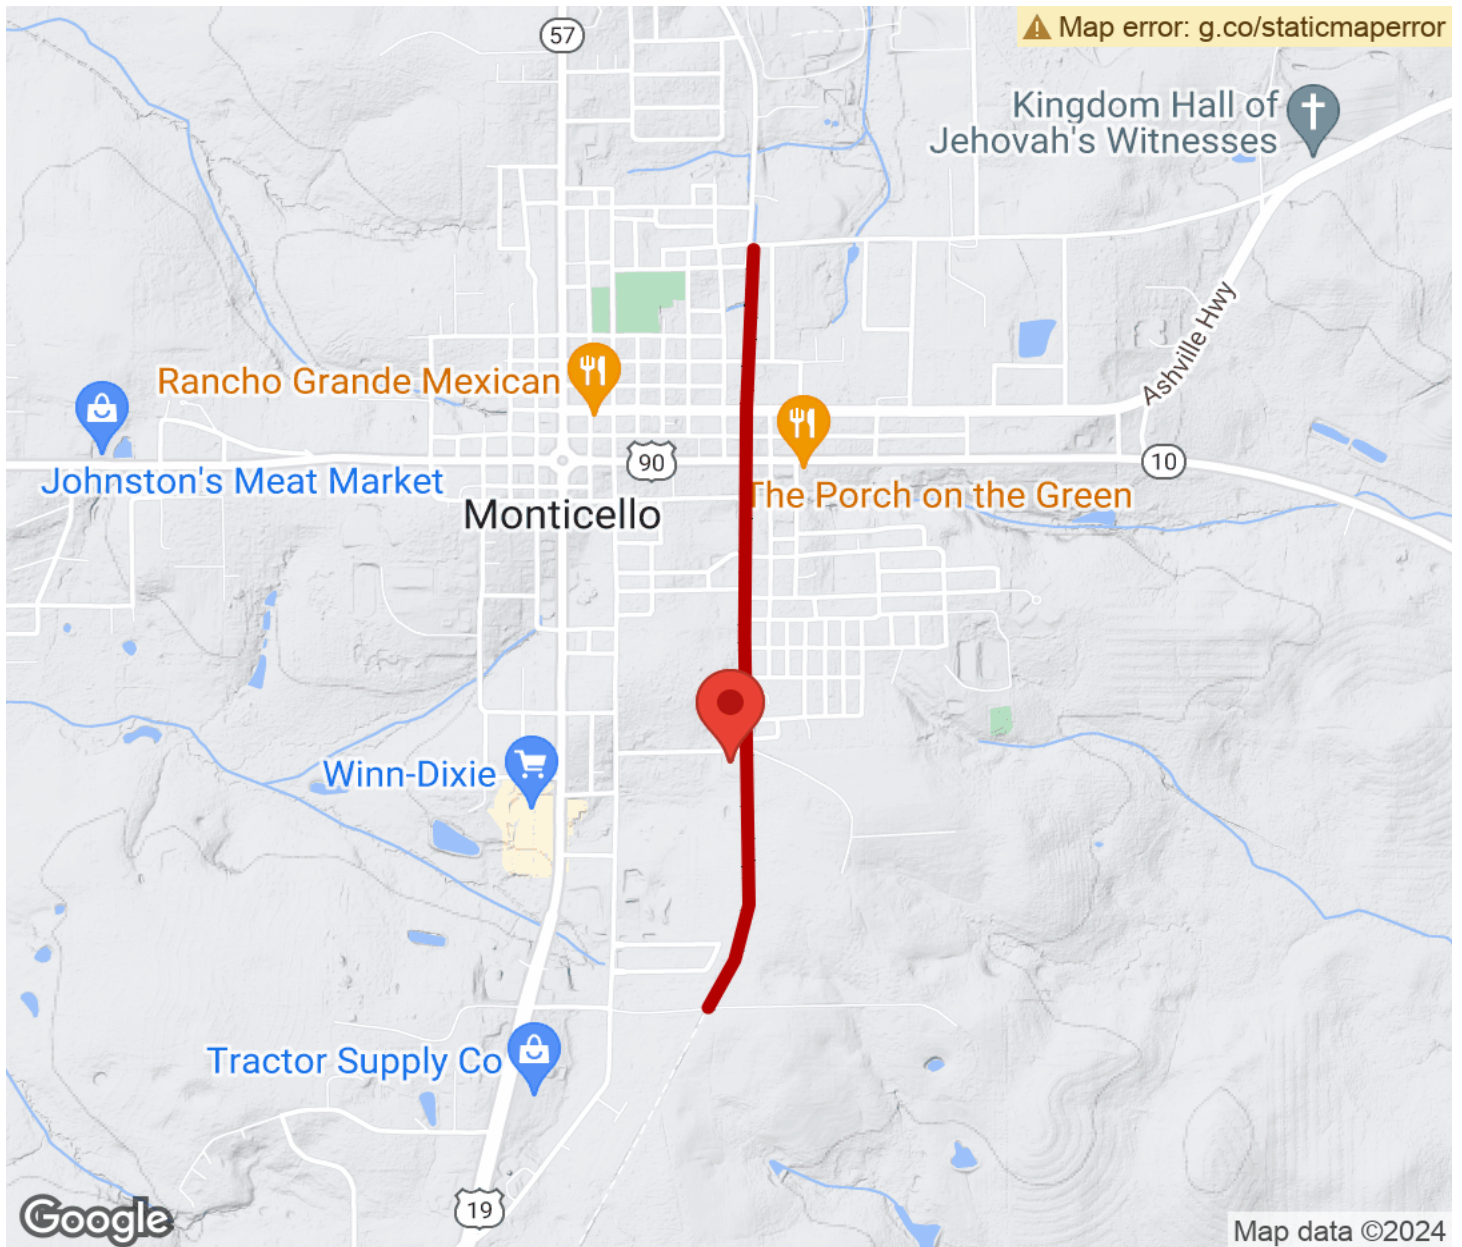 57
Map error: g.co/staticmaperror
Kingdom Hall of
Jehovah's Witnesses
Ashville Hwy
Rancho Grande Mexican
90
10
Johnston's Meat Market
The Porch on the Green
Monticello
Winn-Dixie
Tractor Supply Co
19
Google
Map data ©2024